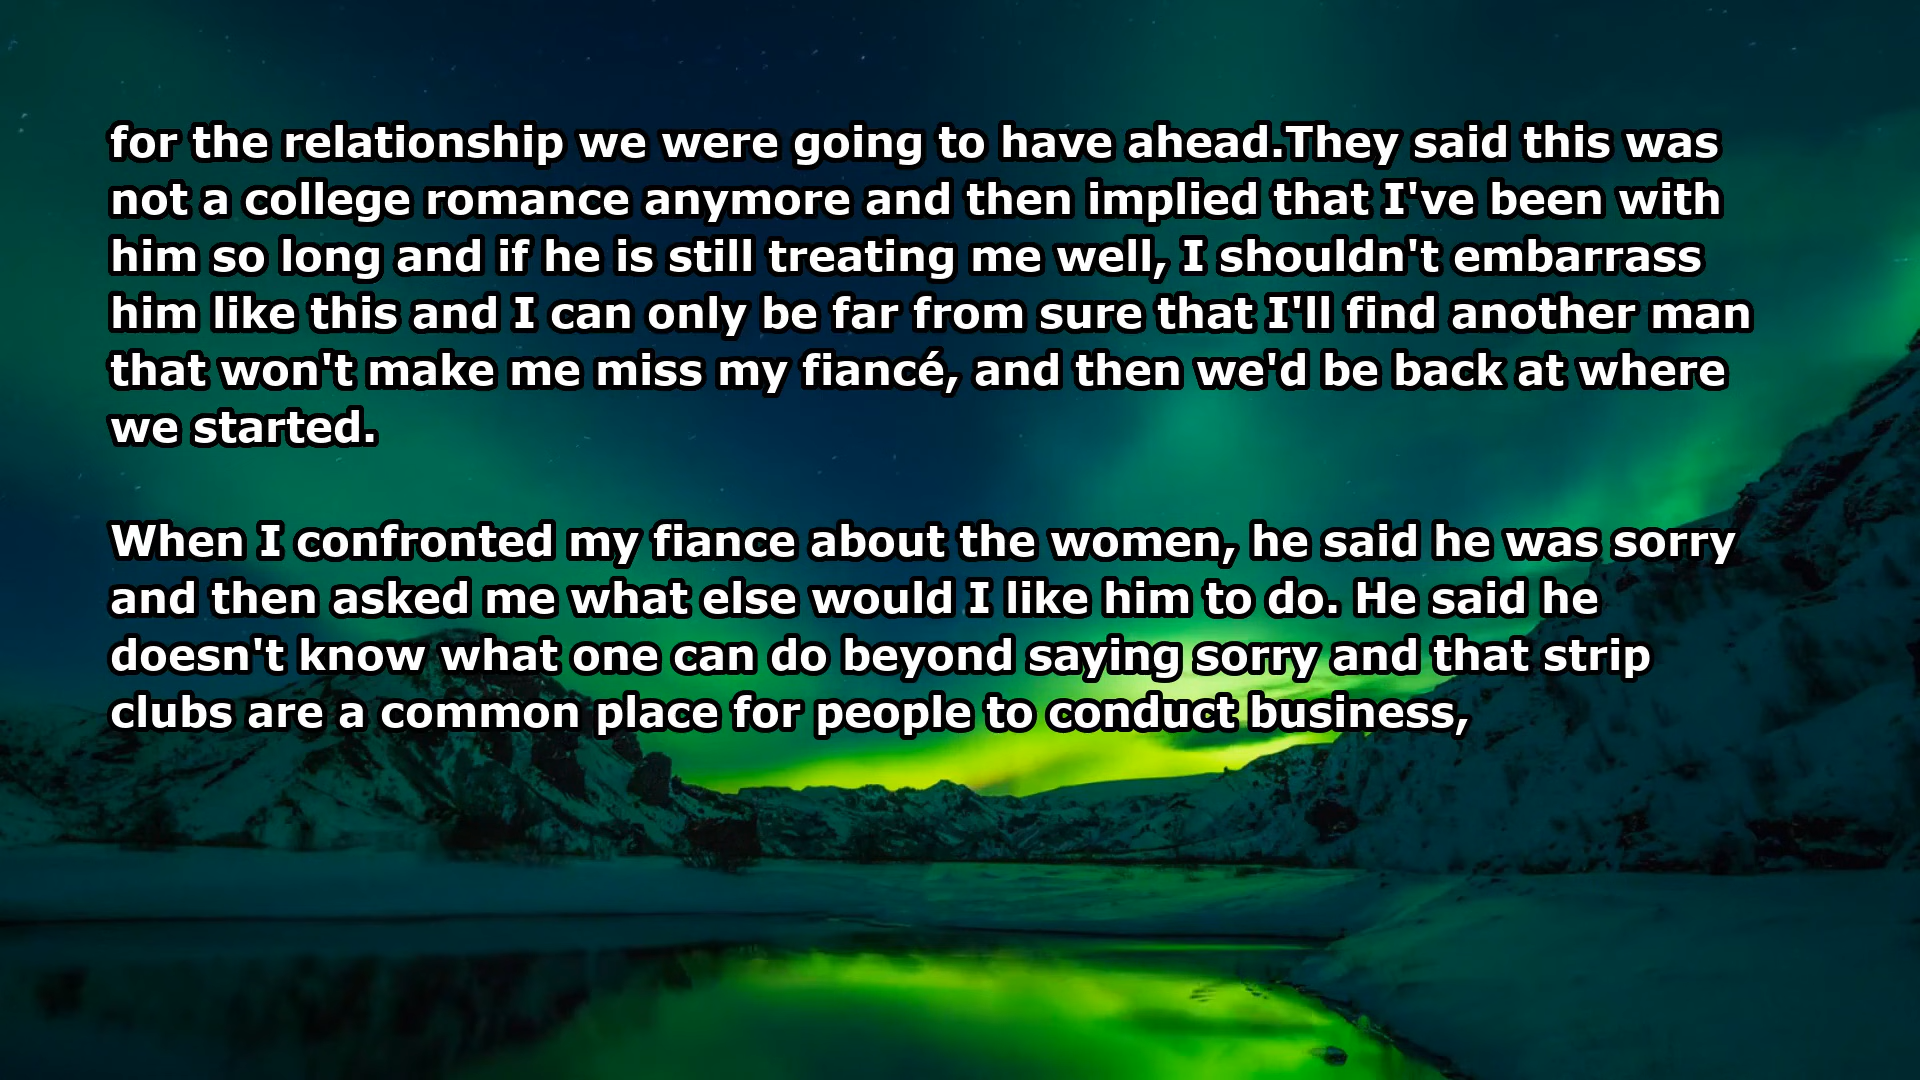 for the relationship we were going to have ahead.They said this was
not a college romance anymore and then implied that I've been with
him so long and if he is still treating me well, I shouldn't embarrass
him like this and I can only be far from sure that I'll find another man
that won't make me miss my fiancé, and then we'd be back at where
we started.
When I confronted my fiance about the women, he said he was sorry
and then asked me what else would I like him to do. He said he
doesn't know what one can do beyond saying sorry and that strip
clubs are a common place for people to conduct business,